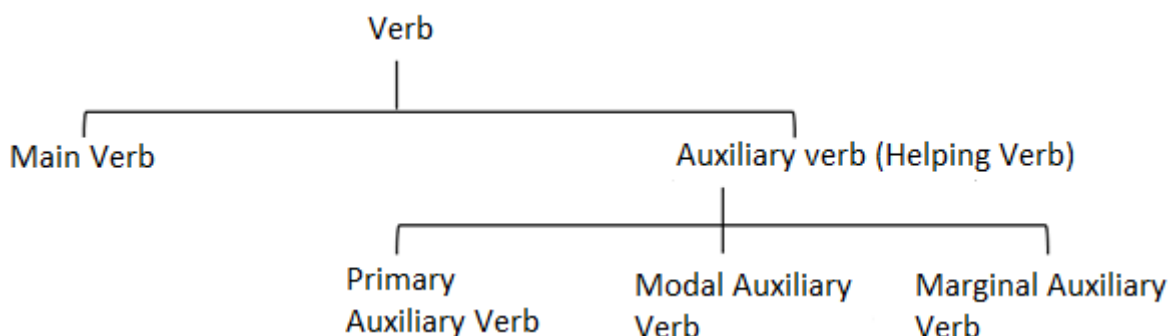 Verb
Main Verb
Auxiliary verb (Helping Verb)
Primary
Auxiliary Verb
Modal Auxiliary
Verb
Marginal Auxiliary
Verb